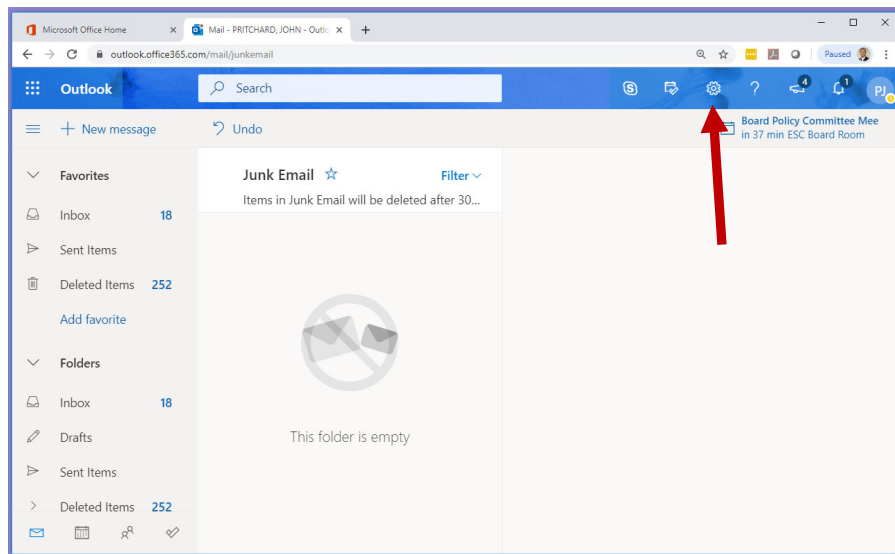 Microsoft Office Home
Mail - PRITCHARD, JOHN - Outlo
outlook.office365.com/mail/junkemail
Paused
Outlook
Search
4
1
PJ
New message
Undo
Board Policy Committee Mee
in 37 min ESC Board Room
Favorites
Inbox 18
Sent Items
Deleted Items 252
Add favorite
Folders
Inbox 18
Drafts
Sent Items
Deleted Items 252
Junk Email
Filter
Items in Junk Email will be deleted after 30...
This folder is empty